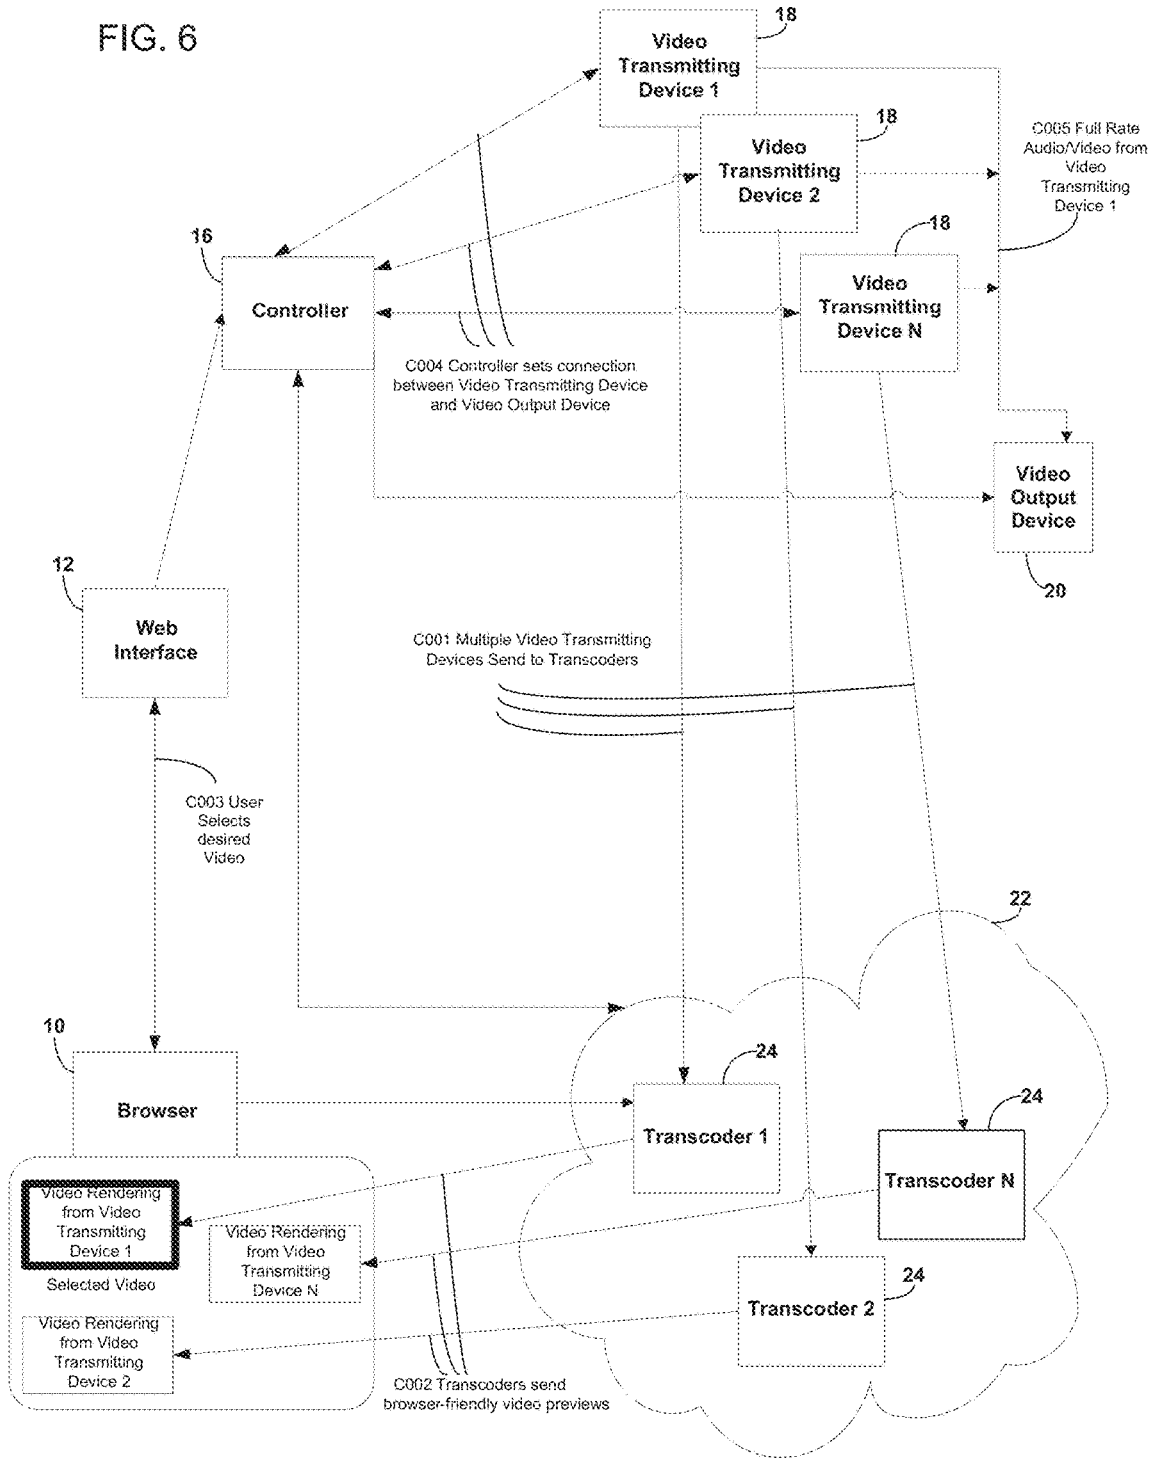 FIG. 6
18
Video
Transmitting
Device 1
18
Video
Transmitting
Device 2
C005 Full Rate
Audio/Video from
Video
Transmitting
Device 1
18
Video
Transmitting
Device N
16
Controller
C004 Controller sets connection
between Video Transmitting Device
and Video Output Device
Video
Output
Device
20
12
Web
Interface
C001 Multiple Video Transmitting
Devices Send to Transcoders
C003 User
Selects
desired
Video
22
10
Browser
24
Transcoder 1
24
Transcoder N
Video Rendering
from Video
Transmitting
Device 1
Selected Video
Video Rendering
from Video
Transmitting
Device N
24
Transcoder 2
Video Rendering
from Video
Transmitting
Device 2
C002 Transcoders send
browser-friendly video previews